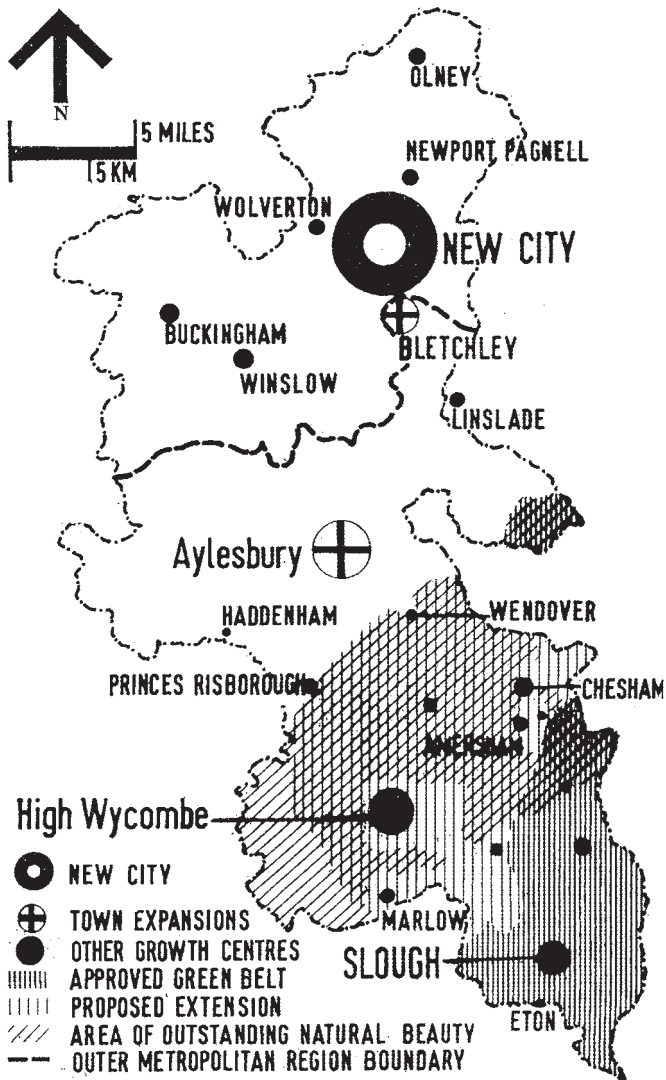 OLNEY
N
5 MILES
5 KM
NEWPORT PAGNELL
WOLVERTON
NEW CITY
BUCKINGHAM
BLETCHLEY
WINSLOW
LINSLADE
Aylesbury
HADDENHAM
WENDOVER
PRINCES RISBOROUGH
CHESHAM
AMERSHAM
High Wycombe
NEW CITY
TOWN EXPANSIONS
MARLOW
OTHER GROWTH CENTRES
SLOUGH
APPROVED GREEN BELT
PROPOSED EXTENSION
ETON
AREA OF OUTSTANDING NATURAL BEAUTY
OUTER METROPOLITAN REGION BOUNDARY